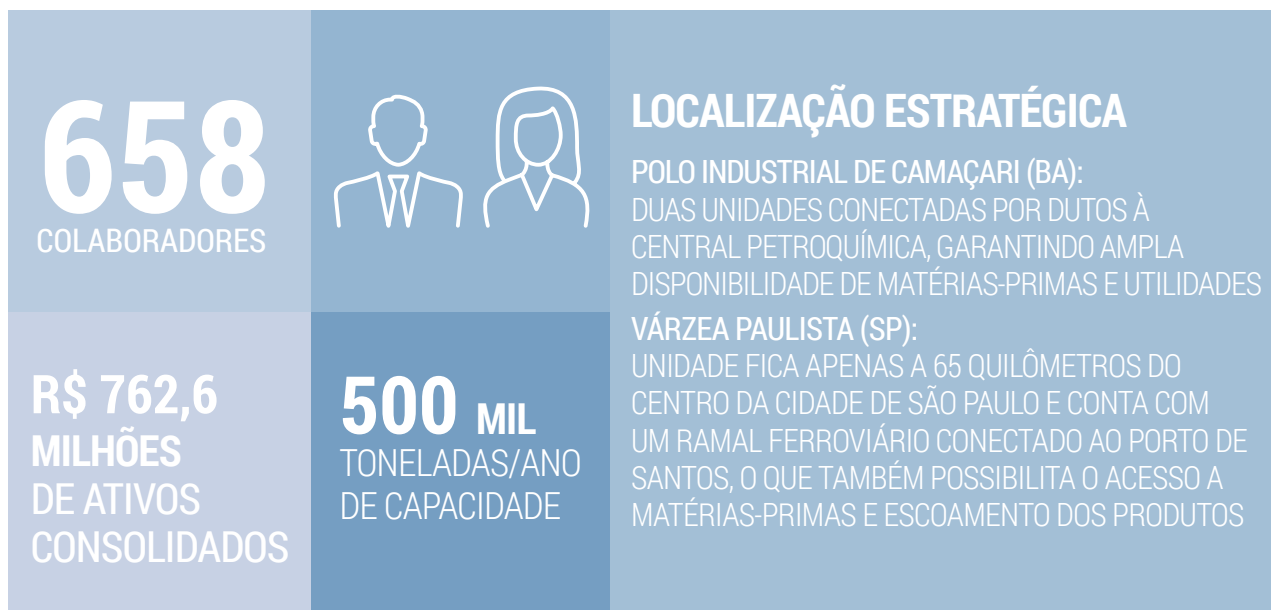 658
COLABORADORES
R$ 762,6
MILHÕES
DE ATIVOS
CONSOLIDADOS
500 MIL
TONELADAS/ANO
DE CAPACIDADE
LOCALIZAÇÃO ESTRATÉGICA
POLO INDUSTRIAL DE CAMAÇARI (BA):
DUAS UNIDADES CONECTADAS POR DUTOS À
CENTRAL PETROQUÍMICA, GARANTINDO AMPLA
DISPONIBILIDADE DE MATÉRIAS-PRIMAS E UTILIDADES
VÁRZEA PAULISTA (SP):
UNIDADE FICA APENAS A 65 QUILÔMETROS DO
CENTRO DA CIDADE DE SÃO PAULO E CONTA COM
UM RAMAL FERROVIÁRIO CONECTADO AO PORTO DE
SANTOS, O QUE TAMBÉM POSSIBILITA O ACESSO A
MATÉRIAS-PRIMAS E ESCOAMENTO DOS PRODUTOS